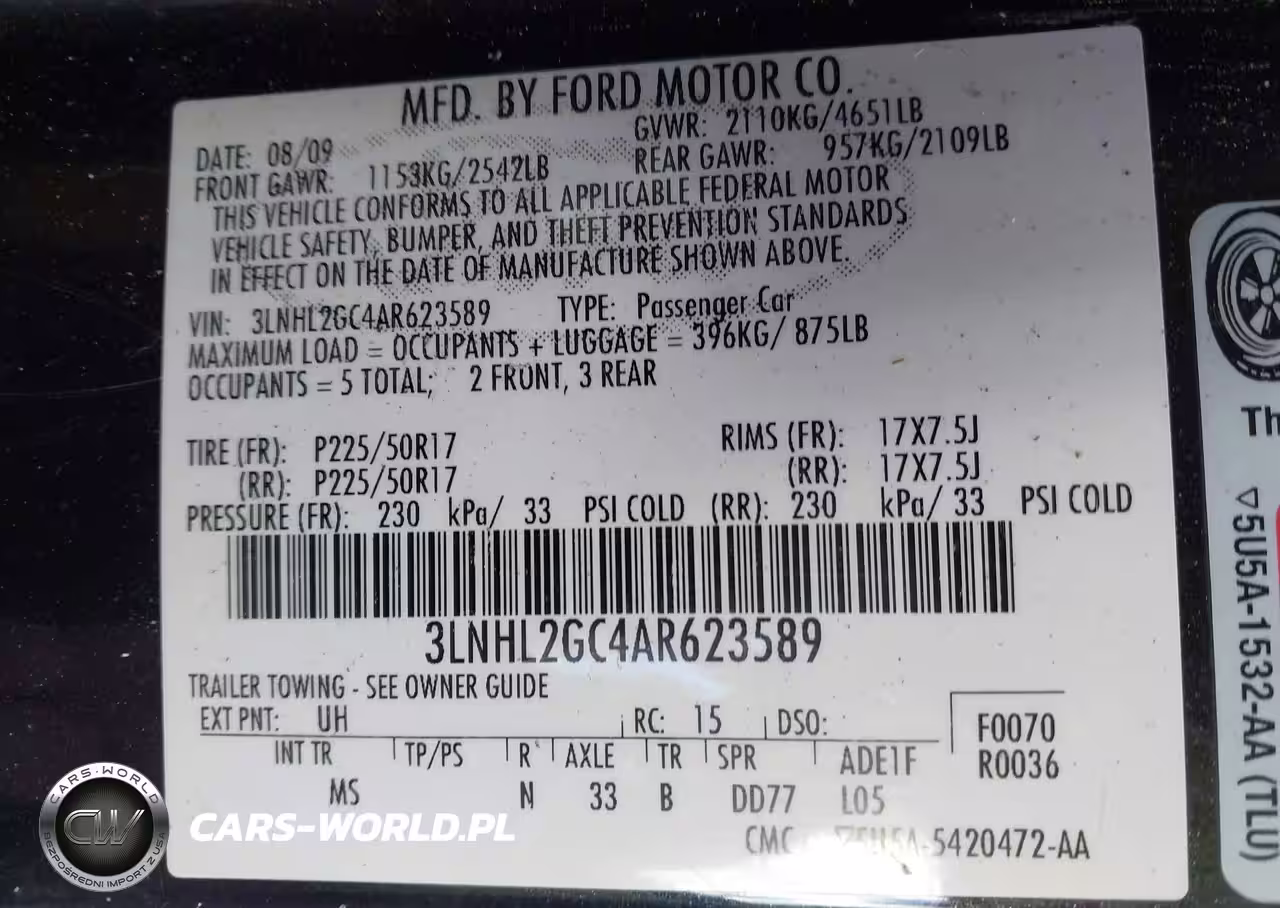 MFD. BY FORD MOTOR CO.
DATE: 08/09 GVWR: 2110KG/4651LB
FRONT GAWR: 1153KG/2542LB REAR GAWR: 957KG/2109LB
THIS VEHICLE CONFORMS TO ALL APPLICABLE FEDERAL MOTOR
VEHICLE SAFETY, BUMPER, AND THEFT PREVENTION STANDARDS
IN EFFECT ON THE DATE OF MANUFACTURE SHOWN ABOVE.
VIN: 3LNHL2GC4AR623589 TYPE: Passenger Car
MAXIMUM LOAD = OCCUPANTS + LUGGAGE = 396KG/ 875LB
OCCUPANTS = 5 TOTAL; 2 FRONT, 3 REAR
TIRE (FR): P225/50R17 RIMS (FR): 17X7.5J
(RR): P225/50R17 (RR): 17X7.5J
PRESSURE (FR): 230 kPa/ 33 PSI COLD (RR): 230 kPa/ 33 PSI COLD
3LNHL2GC4AR623589
TRAILER TOWING - SEE OWNER GUIDE
EXT PNT: UH RC: 15 DSO: F0070
INT TR TP/PS R AXLE TR SPR ADE1F R0036
MS N 33 B DD77 L05
CMC 5420472-AA
Th
5U5A-1532-AA (TLU)
CARS-WORLD
CW
BEZPOŚREDNI IMPORT Z USA
CARS-WORLD.PL